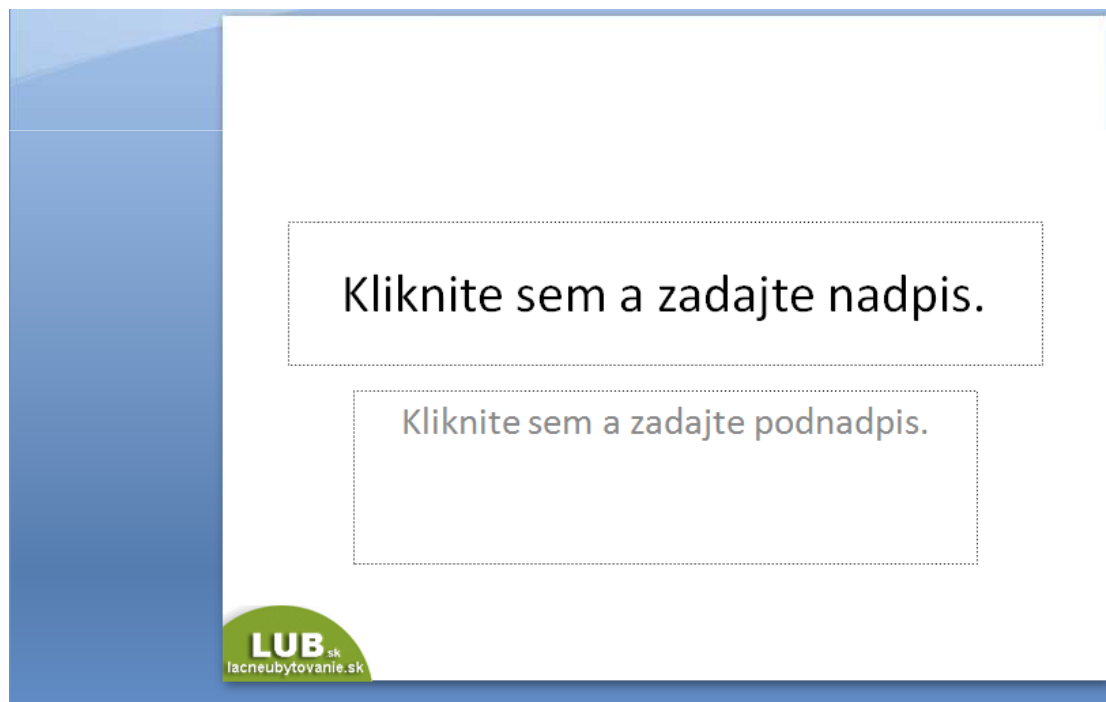 Kliknite sem a zadajte nadpis.
Kliknite sem a zadajte podnadpis.
LUB.sk
lacneubytovanie.sk